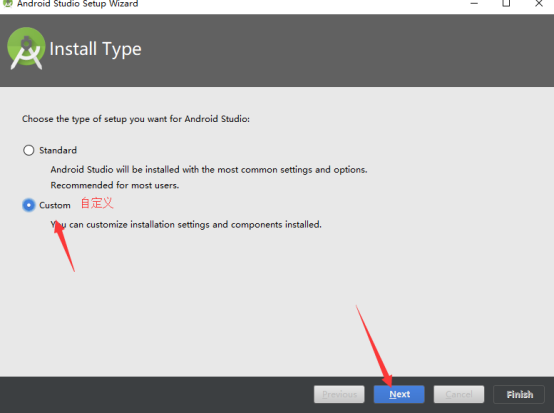 Android Studio Setup Wizard
Install Type
Choose the type of setup you want for Android Studio:
Standard
Android Studio will be installed with the most common settings and options.
Recommended for most users.
Custom 自定义
You can customize installation settings and components installed.
Previous Next Cancel Finish